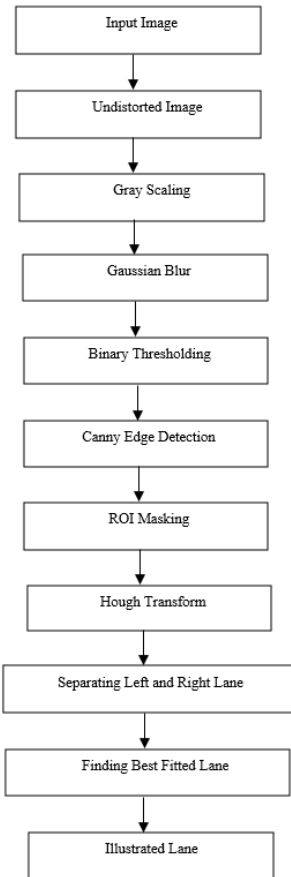 Input Image
Undistorted Image
Gray Scaling
Gaussian Blur
Binary Thresholding
Canny Edge Detection
ROI Masking
Hough Transform
Separating Left and Right Lane
Finding Best Fitted Lane
Illustrated Lane